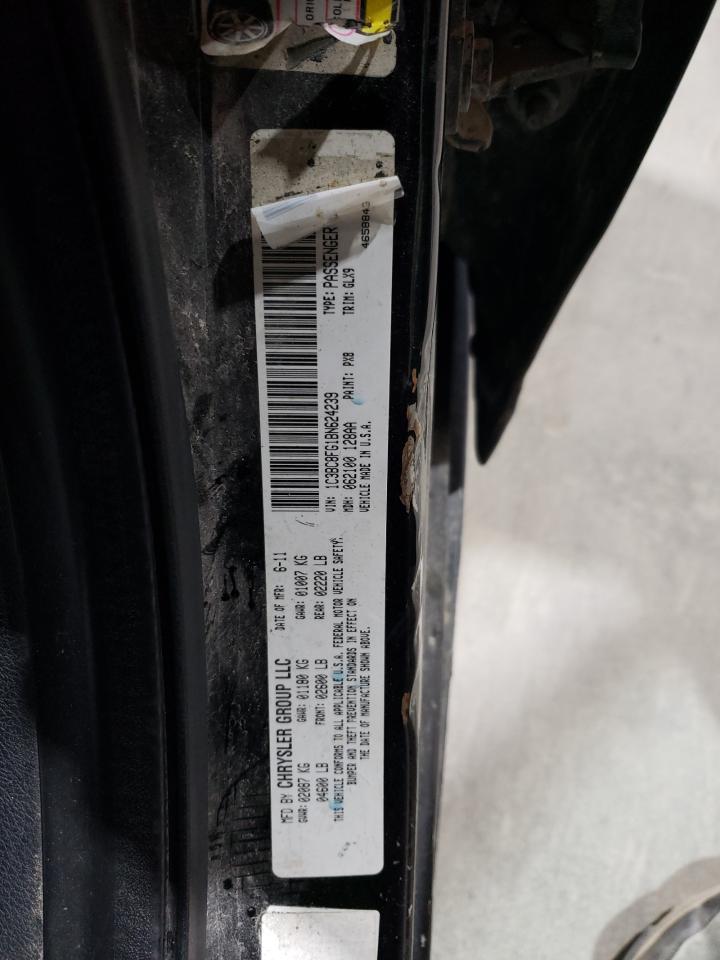 MFD BY CHRYSLER GROUP LLC DATE OF MFR: 6-11
GVWR: 02087 KG GAWR: 01180 KG GAWR: 01007 KG
04600 LB FRONT: 02600 LB REAR: 02220 LB
THIS VEHICLE CONFORMS TO ALL APPLICABLE U.S.A. FEDERAL MOTOR VEHICLE SAFETY,
BUMPER AND THEFT PREVENTION STANDARDS IN EFFECT ON
THE DATE OF MANUFACTURE SHOWN ABOVE.
VIN: 1C3BC8FG1BN624239 TYPE: PASSENGER
MDH: 062100 128AA PAINT: PX8 TRIM: GLX9
VEHICLE MADE IN U.S.A. 4658843